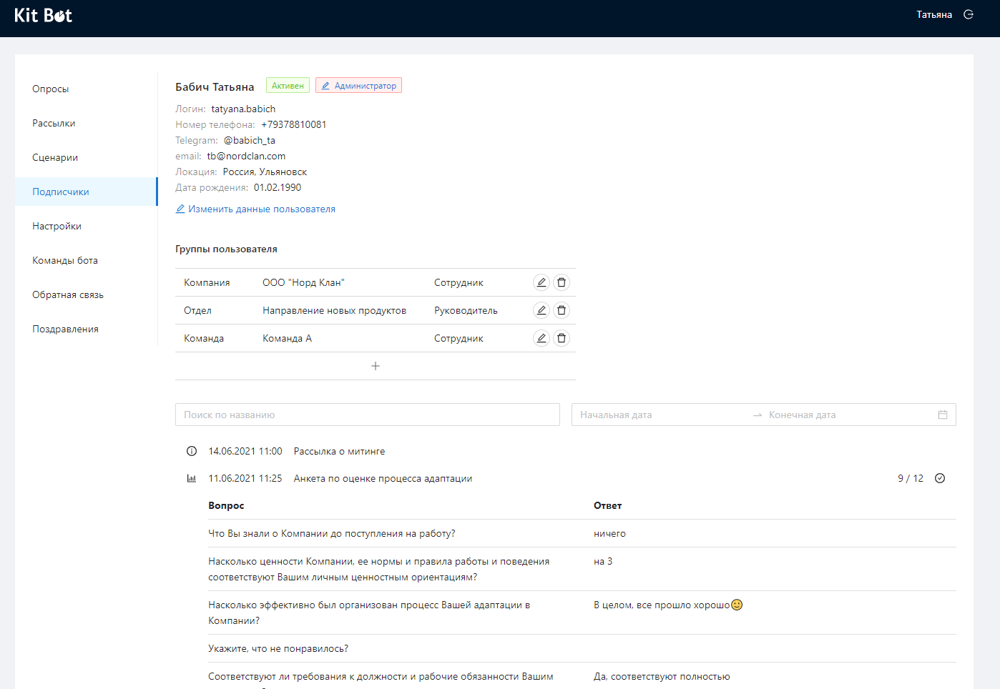 Kit Bot
Татьяна
Опросы
Рассылки
Сценарии
Подписчики
Настройки
Команды бота
Обратная связь
Поздравления
Бабич Татьяна Активен Администратор
Логин: tatyana.babich
Номер телефона: +79378810081
Telegram: @babich_ta
email: tb@nordclan.com
Локация: Россия, Ульяновск
Дата рождения: 01.02.1990
Изменить данные пользователя
Группы пользователя
Компания ООО "Норд Клан" Сотрудник
Отдел Направление новых продуктов Руководитель
Команда Команда А Сотрудник
Поиск по названию Начальная дата → Конечная дата
14.06.2021 11:00 Рассылка о митинге
11.06.2021 11:25 Анкета по оценке процесса адаптации 9 / 12
Вопрос Ответ
Что Вы знали о Компании до поступления на работу? ничего
Насколько ценности Компании, ее нормы и правила работы и поведения на 3
соответствуют Вашим личным ценностным ориентациям?
Насколько эффективно был организован процесс Вашей адаптации в В целом, все прошло хорошо🙂
Компании?
Укажите, что не понравилось?
Соответствуют ли требования к должности и рабочие обязанности Вашим Да, соответствуют полностью